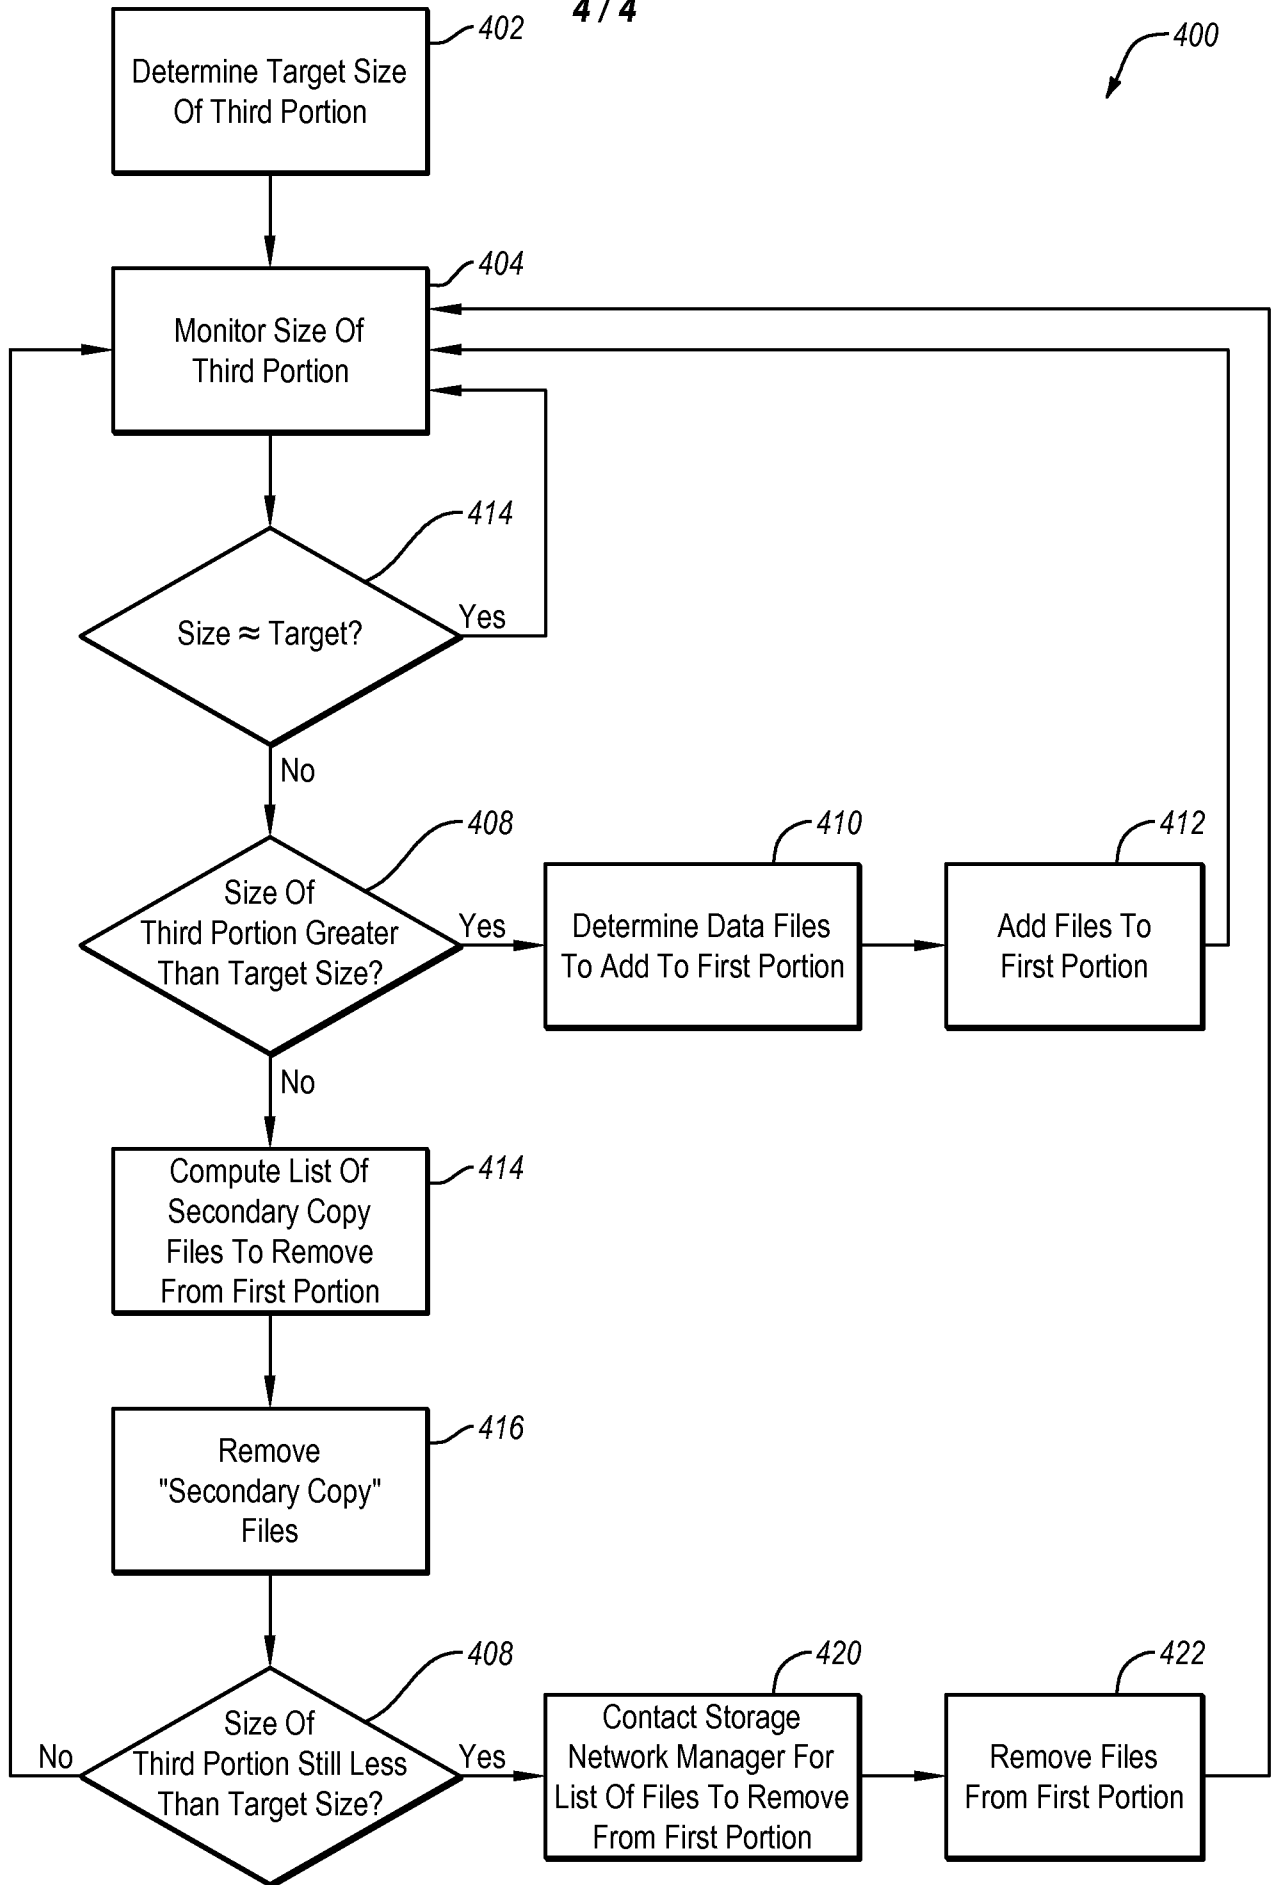 4 / 4
402
400
Determine Target Size
Of Third Portion
404
Monitor Size Of
Third Portion
414
Size ≈ Target?
Yes
No
408
410
412
Size Of
Third Portion Greater
Than Target Size?
Yes
Determine Data Files
To Add To First Portion
Add Files To
First Portion
No
414
Compute List Of
Secondary Copy
Files To Remove
From First Portion
416
Remove
"Secondary Copy"
Files
408
420
422
Size Of
Third Portion Still Less
Than Target Size?
No
Yes
Contact Storage
Network Manager For
List Of Files To Remove
From First Portion
Remove Files
From First Portion